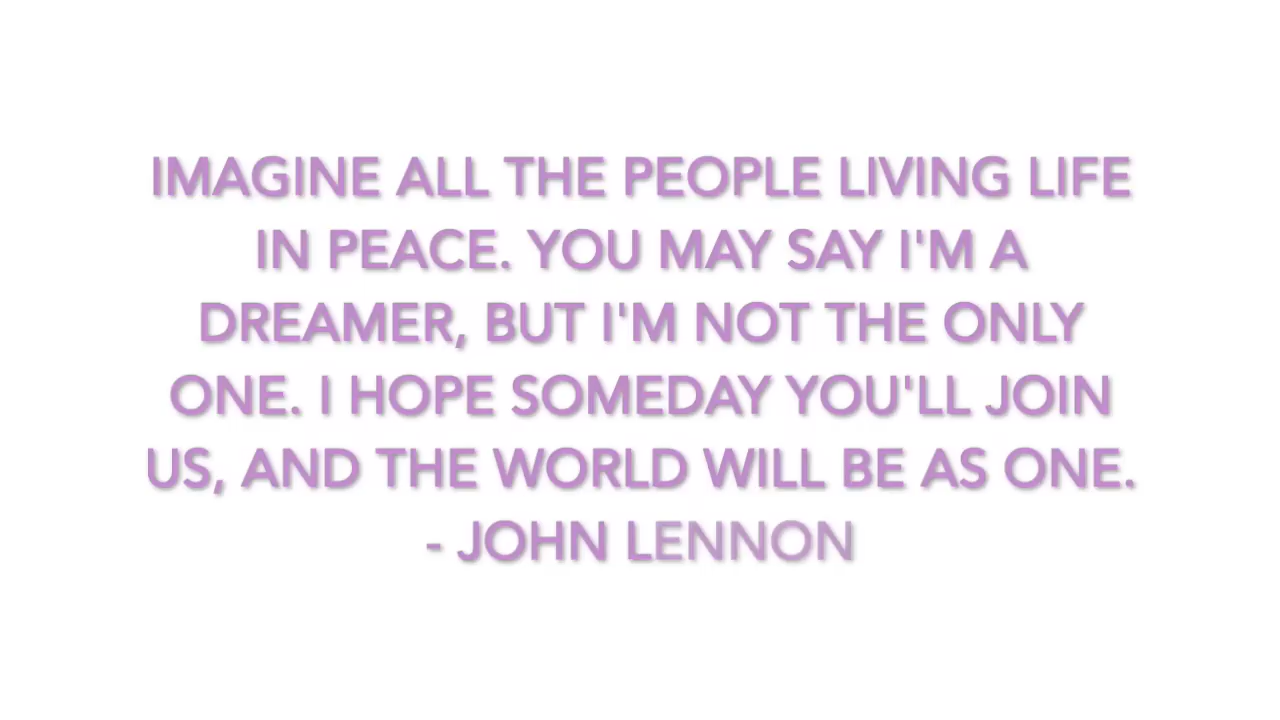 IMAGINE ALL THE PEOPLE LIVING LIFE
IN PEACE. YOU MAY SAY I'M A
DREAMER, BUT I'M NOT THE ONLY
ONE. I HOPE SOMEDAY YOU'LL JOIN
US, AND THE WORLD WILL BE AS ONE.
- JOHN LENNON